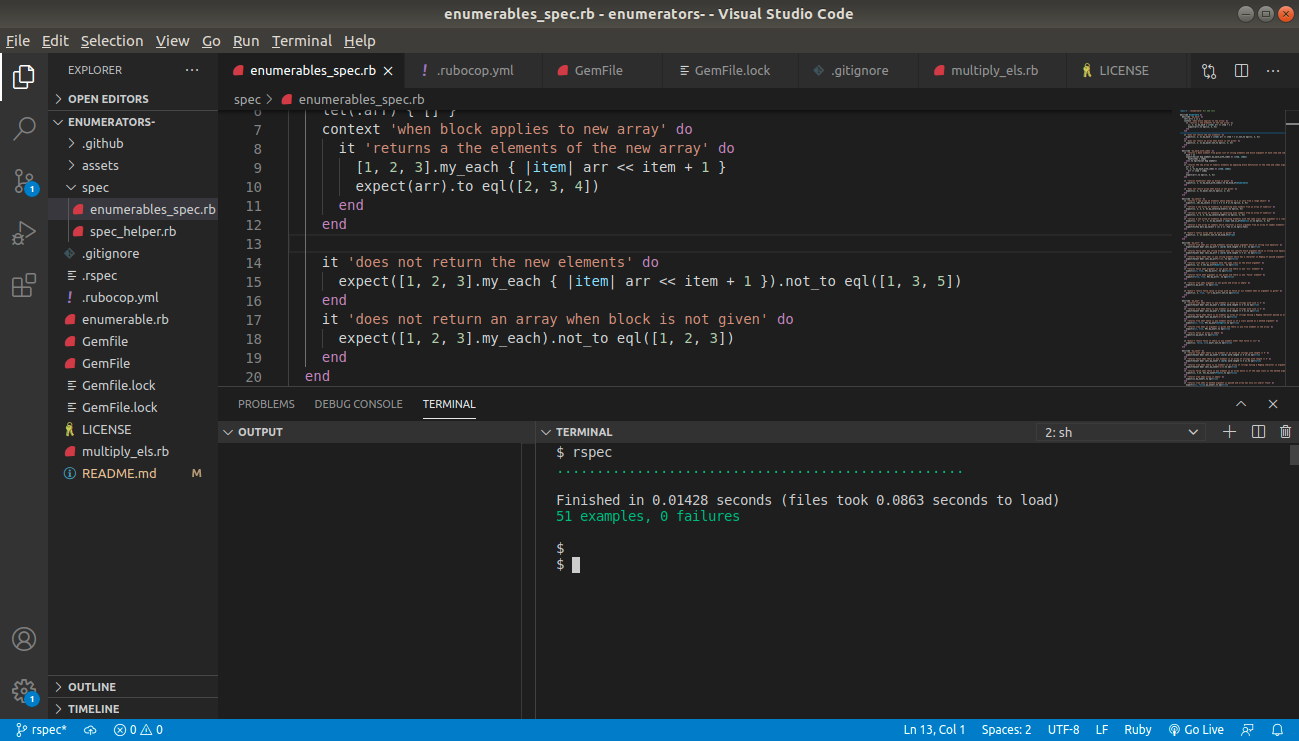 enumerables_spec.rb - enumerators- - Visual Studio Code
File Edit Selection View Go Run Terminal Help
EXPLORER
enumerables_spec.rb
! .rubocop.yml
GemFile
GemFile.lock
.gitignore
multiply_els.rb
LICENSE
OPEN EDITORS
ENUMERATORS-
.github
assets
spec
enumerables_spec.rb
spec_helper.rb
.gitignore
.rspec
! .rubocop.yml
enumerable.rb
Gemfile
GemFile
Gemfile.lock
GemFile.lock
LICENSE
multiply_els.rb
README.md M
OUTLINE
TIMELINE
1
1
spec > enumerables_spec.rb
6 let(:arr) { [] }
7 context 'when block applies to new array' do
8 it 'returns a the elements of the new array' do
9 [1, 2, 3].my_each { |item| arr << item + 1 }
10 expect(arr).to eql([2, 3, 4])
11 end
12 end
13
14 it 'does not return the new elements' do
15 expect([1, 2, 3].my_each { |item| arr << item + 1 }).not_to eql([1, 3, 5])
16 end
17 it 'does not return an array when block is not given' do
18 expect([1, 2, 3].my_each).not_to eql([1, 2, 3])
19 end
20 end
PROBLEMS DEBUG CONSOLE TERMINAL
OUTPUT
TERMINAL
2: sh
$ rspec
...................................................
Finished in 0.01428 seconds (files took 0.0863 seconds to load)
51 examples, 0 failures
$
$
rspec* 0 0 Ln 13, Col 1 Spaces: 2 UTF-8 LF Ruby Go Live